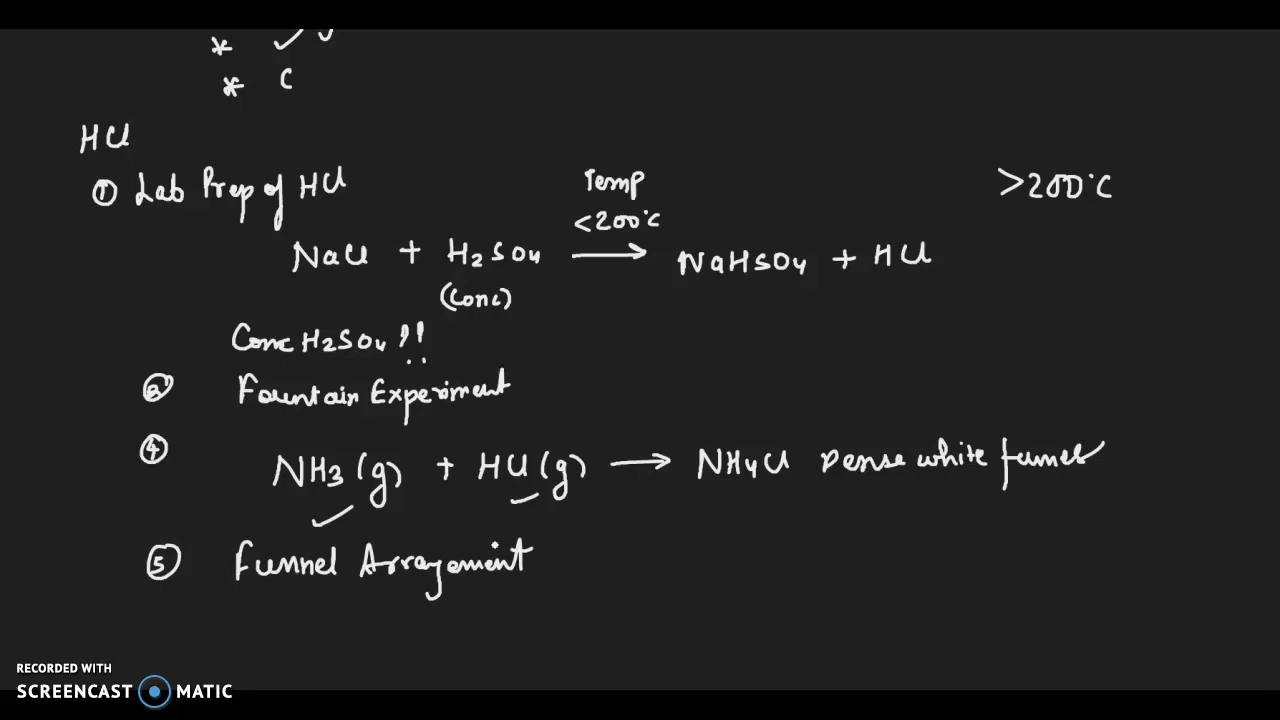 * 
* C
HCl
① Lab Prep of HCl
Temp
<200°C
>200°C
NaCl + H2SO4 → NaHSO4 + HCl
(Conc)
Conc H2SO4 !!
② Fountain Experiment
④ NH3(g) + HCl(g) → NH4Cl Dense white fumes
⑤ Funnel Arragement
RECORDED WITH
SCREENCAST MATIC